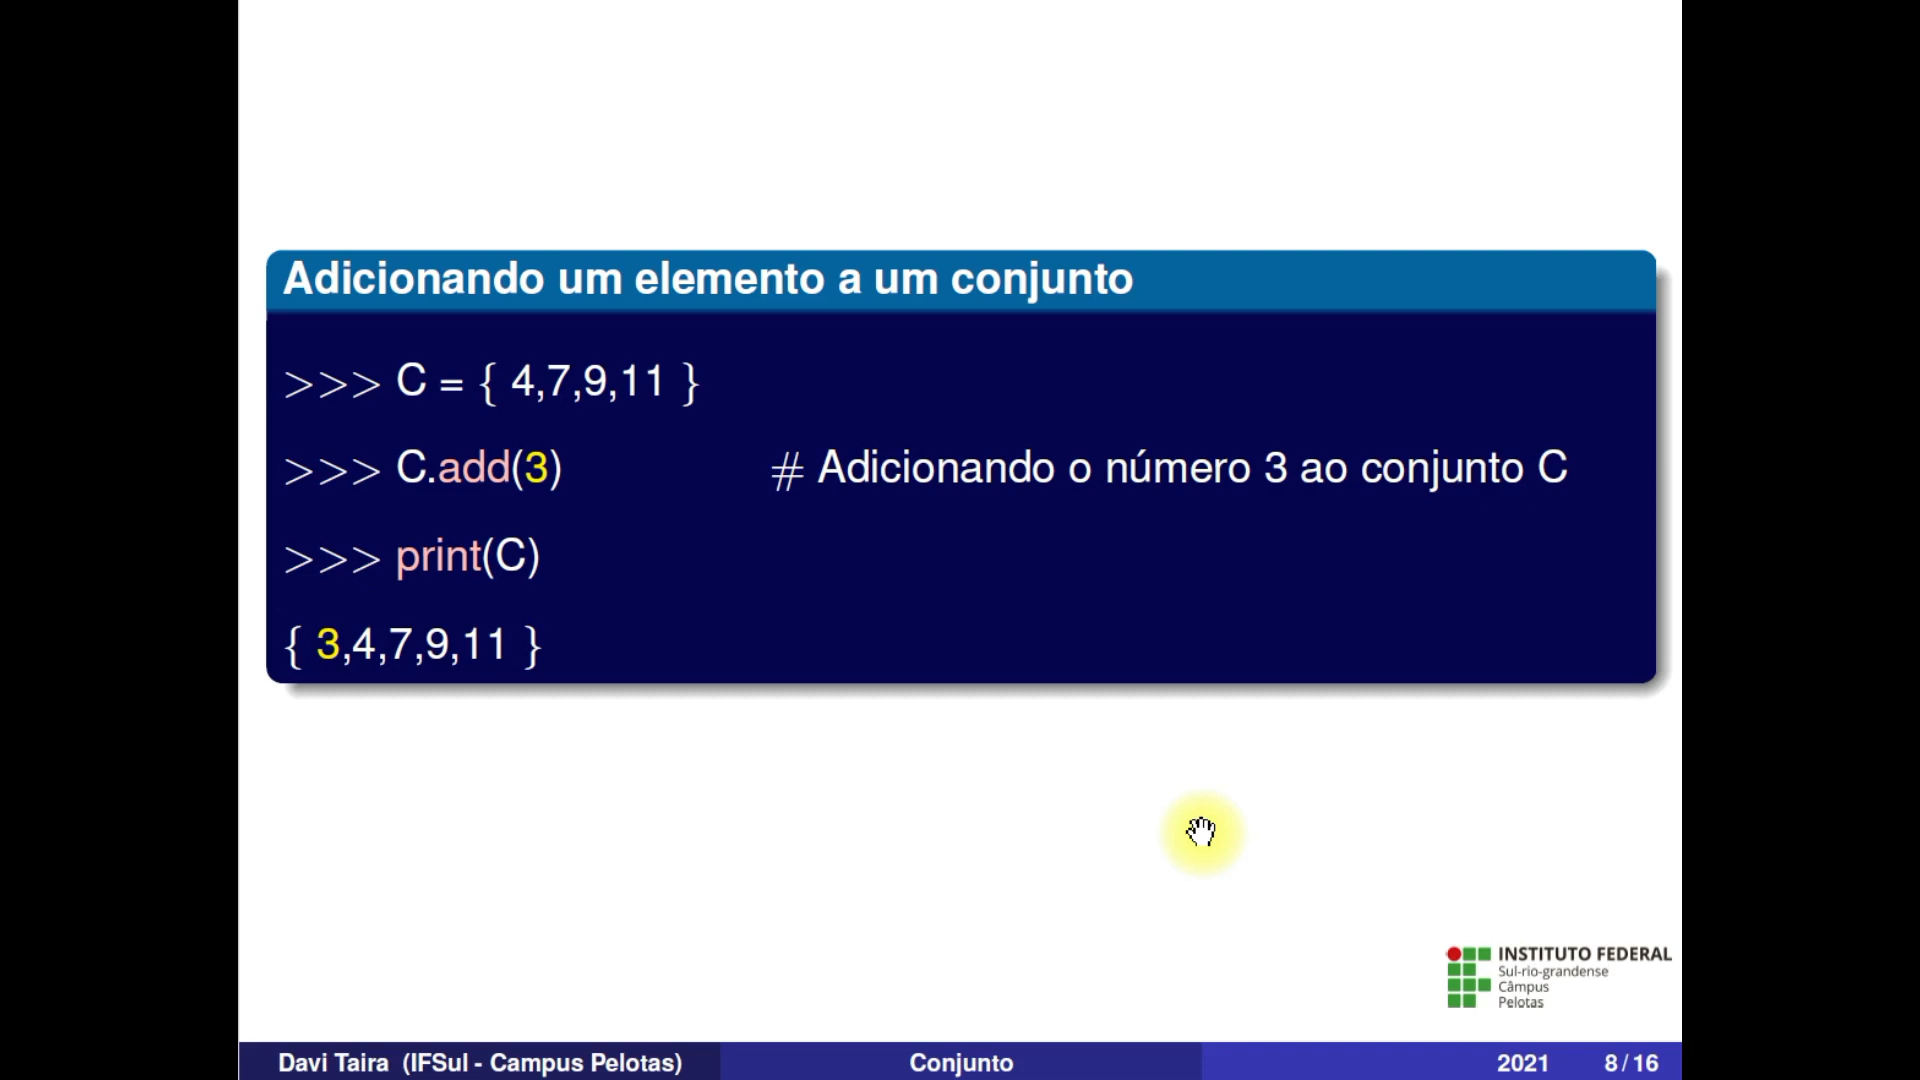 Adicionando um elemento a um conjunto
>>> C = { 4,7,9,11 }
>>> C.add(3) # Adicionando o número 3 ao conjunto C
>>> print(C)
{ 3,4,7,9,11 }
INSTITUTO FEDERAL
Sul-rio-grandense
Câmpus
Pelotas
Davi Taira (IFSul - Campus Pelotas) Conjunto 2021 8/16